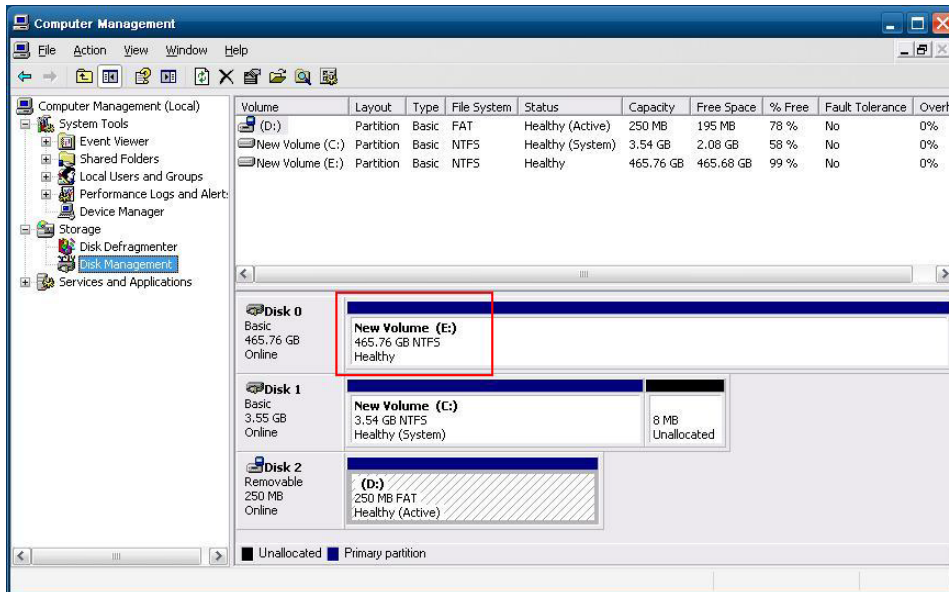 Computer Management
File Action View Window Help
Computer Management (Local)
System Tools
Event Viewer
Shared Folders
Local Users and Groups
Performance Logs and Alert
Device Manager
Storage
Disk Defragmenter
Disk Management
Services and Applications
Volume Layout Type File System Status Capacity Free Space % Free Fault Tolerance Overh
(D:) Partition Basic FAT Healthy (Active) 250 MB 195 MB 78 % No 0%
New Volume (C:) Partition Basic NTFS Healthy (System) 3.54 GB 2.08 GB 58 % No 0%
New Volume (E:) Partition Basic NTFS Healthy 465.76 GB 465.68 GB 99 % No 0%
Disk 0
Basic
465.76 GB
Online
New Volume (E:)
465.76 GB NTFS
Healthy
Disk 1
Basic
3.55 GB
Online
New Volume (C:)
3.54 GB NTFS
Healthy (System)
8 MB
Unallocated
Disk 2
Removable
250 MB
Online
(D:)
250 MB FAT
Healthy (Active)
Unallocated Primary partition